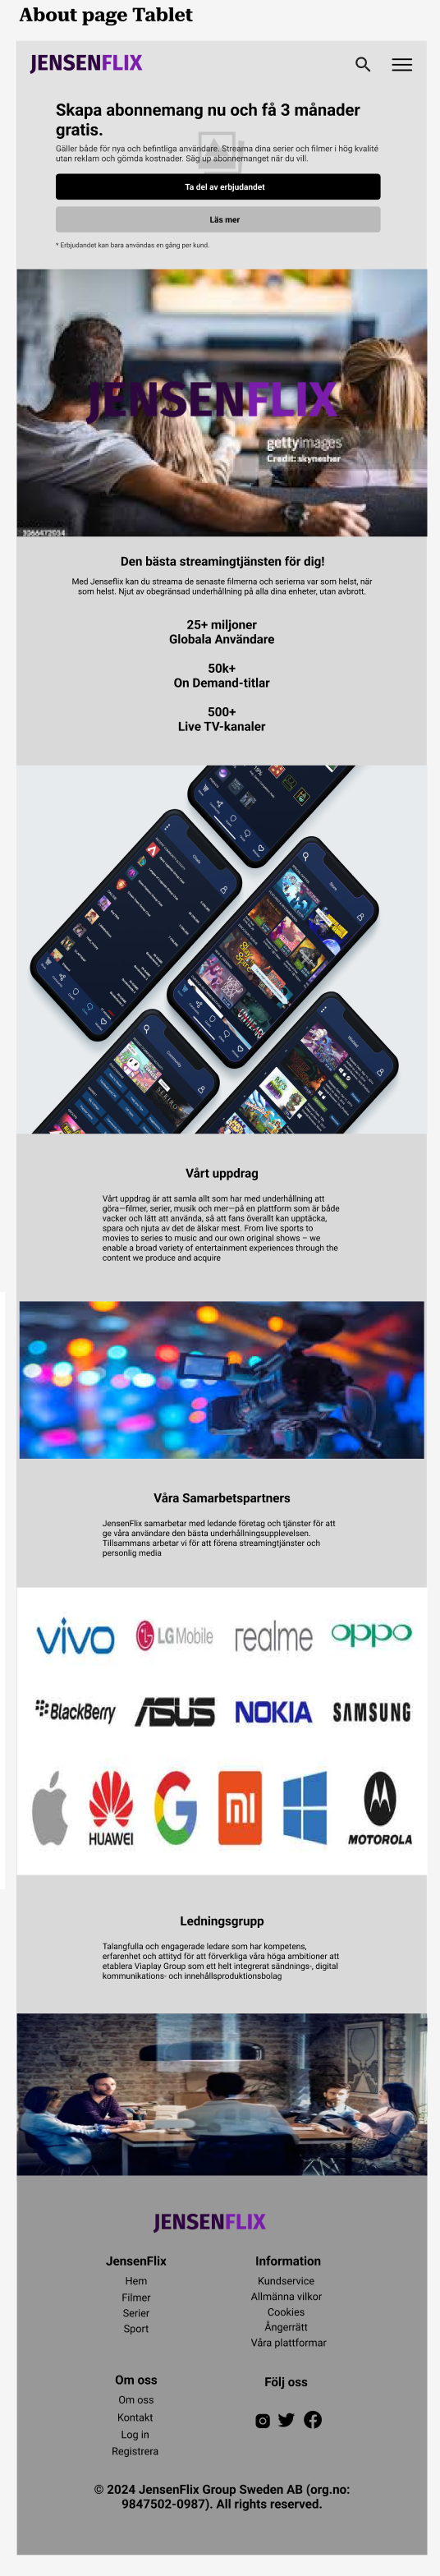 About page Tablet
JENSENFLIX
Skapa abonnemang nu och få 3 månader
gratis.
Gäller både för nya och befintliga användare. Streama dina serier och filmer i hög kvalité
utan reklam och gömda kostnader. Säg up abonnemanget när du vill.
Ta del av erbjudandet
Läs mer
* Erbjudandet kan bara användas en gång per kund.
JENSENFLIX
gettyimages
Credit: skynesher
Den bästa streamingtjänsten för dig!
Med Jenseflix kan du streama de senaste filmerna och serierna var som helst, när
som helst. Njut av obegränsad underhållning på alla dina enheter, utan avbrott.
25+ miljoner
Globala Användare
50k+
On Demand-titlar
500+
Live TV-kanaler
Vårt uppdrag
Vårt uppdrag är att samla allt som har med underhållning att
göra—filmer, serier, musik och mer—på en plattform som är både
vacker och lätt att använda, så att fans överallt kan upptäcka,
spara och njuta av det de älskar mest. From live sports to
movies to series to music and our own original shows – we
enable a broad variety of entertainment experiences through the
content we produce and acquire
Våra Samarbetspartners
JensenFlix samarbetar med ledande företag och tjänster för att
ge våra användare den bästa underhållningsupplevelsen.
Tillsammans arbetar vi för att förena streamingtjänster och
personlig media
vivo LG Mobile realme oppo
BlackBerry ASUS NOKIA SAMSUNG
HUAWEI G mi MOTOROLA
Ledningsgrupp
Talangfulla och engagerade ledare som har kompetens,
erfarenhet och attityd för att förverkliga våra höga ambitioner att
etablera Viaplay Group som ett helt integrerat sändnings-, digital
kommunikations- och innehållsproduktionsbolag
JENSENFLIX
JensenFlix
Hem
Filmer
Serier
Sport
Information
Kundservice
Allmänna vilkor
Cookies
Ångerrätt
Våra plattformar
Om oss
Om oss
Kontakt
Log in
Registrera
Följ oss
© 2024 JensenFlix Group Sweden AB (org.no:
9847502-0987). All rights reserved.